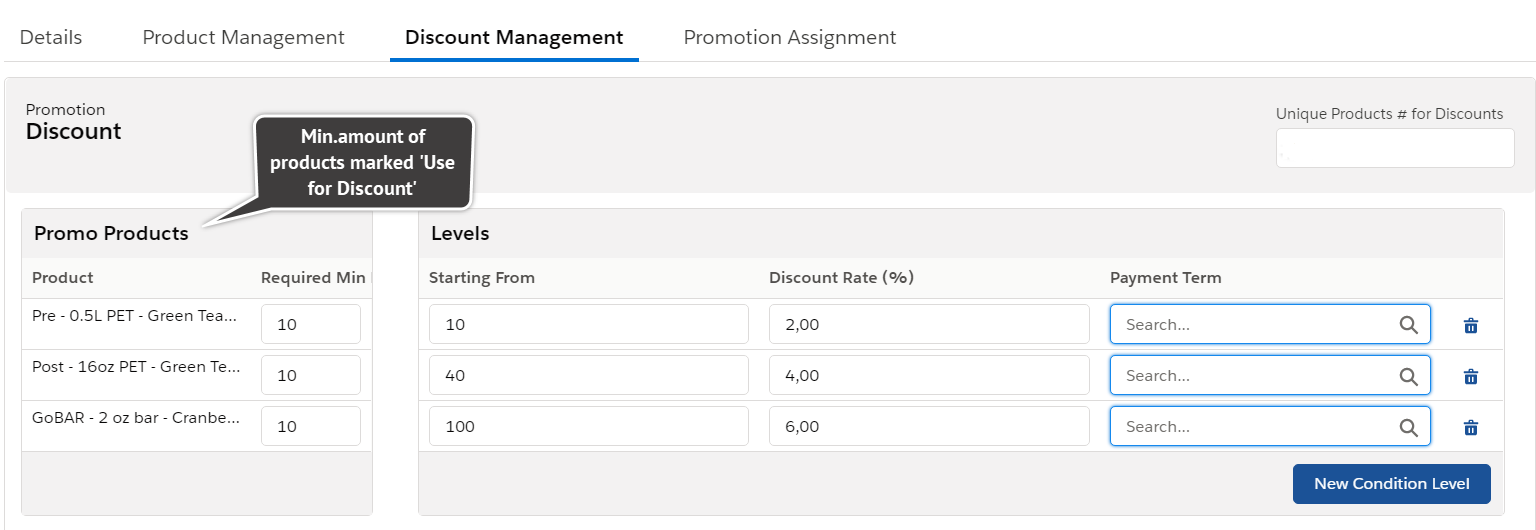 Details Product Management Discount Management Promotion Assignment
Promotion
Discount
Unique Products # for Discounts
Min.amount of
products marked 'Use
for Discount'
Promo Products
Product Required Min
Pre - 0.5L PET - Green Tea... 10
Post - 16oz PET - Green Te... 10
GoBAR - 2 oz bar - Cranbe... 10
Levels
Starting From Discount Rate (%) Payment Term
10 2,00 Search...
40 4,00 Search...
100 6,00 Search...
New Condition Level